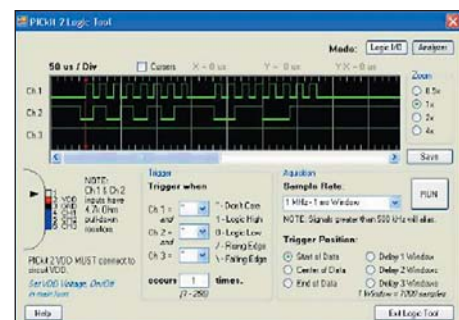 PICkit 2 Logic Tool
Mode: Logic I/O Analyzer
50 us / Div
Cursors X = 0 us Y = 0 us Y-X = 0 us
Zoom
0.5x
1x
2x
4x
Ch 1
Ch 2
Ch 3
Save
NOTE:
Ch 1 & Ch 2
inputs have
4.7k Ohm
pull-down
resistors
VDD
GND
CH1
CH2
CH3
PICkit 2 VDD MUST connect to
circuit VDD.
Set VDD Voltage, On/Off
in main form
Trigger
Trigger when
Ch 1 = *
and
Ch 2 = *
and
Ch 3 = *
* - Don't Care
1 - Logic High
0 - Logic Low
/ - Rising Edge
\ - Falling Edge
occurs 1 times.
(1 - 256)
Aquisition
Sample Rate:
1 MHz - 1 ms Window
NOTE: Signals greater than 500 kHz will alias.
RUN
Trigger Position:
Start of Data
Center of Data
End of Data
Delay 1 Window
Delay 2 Windows
Delay 3 Windows
1 Window = 1000 samples
Help
Exit Logic Tool